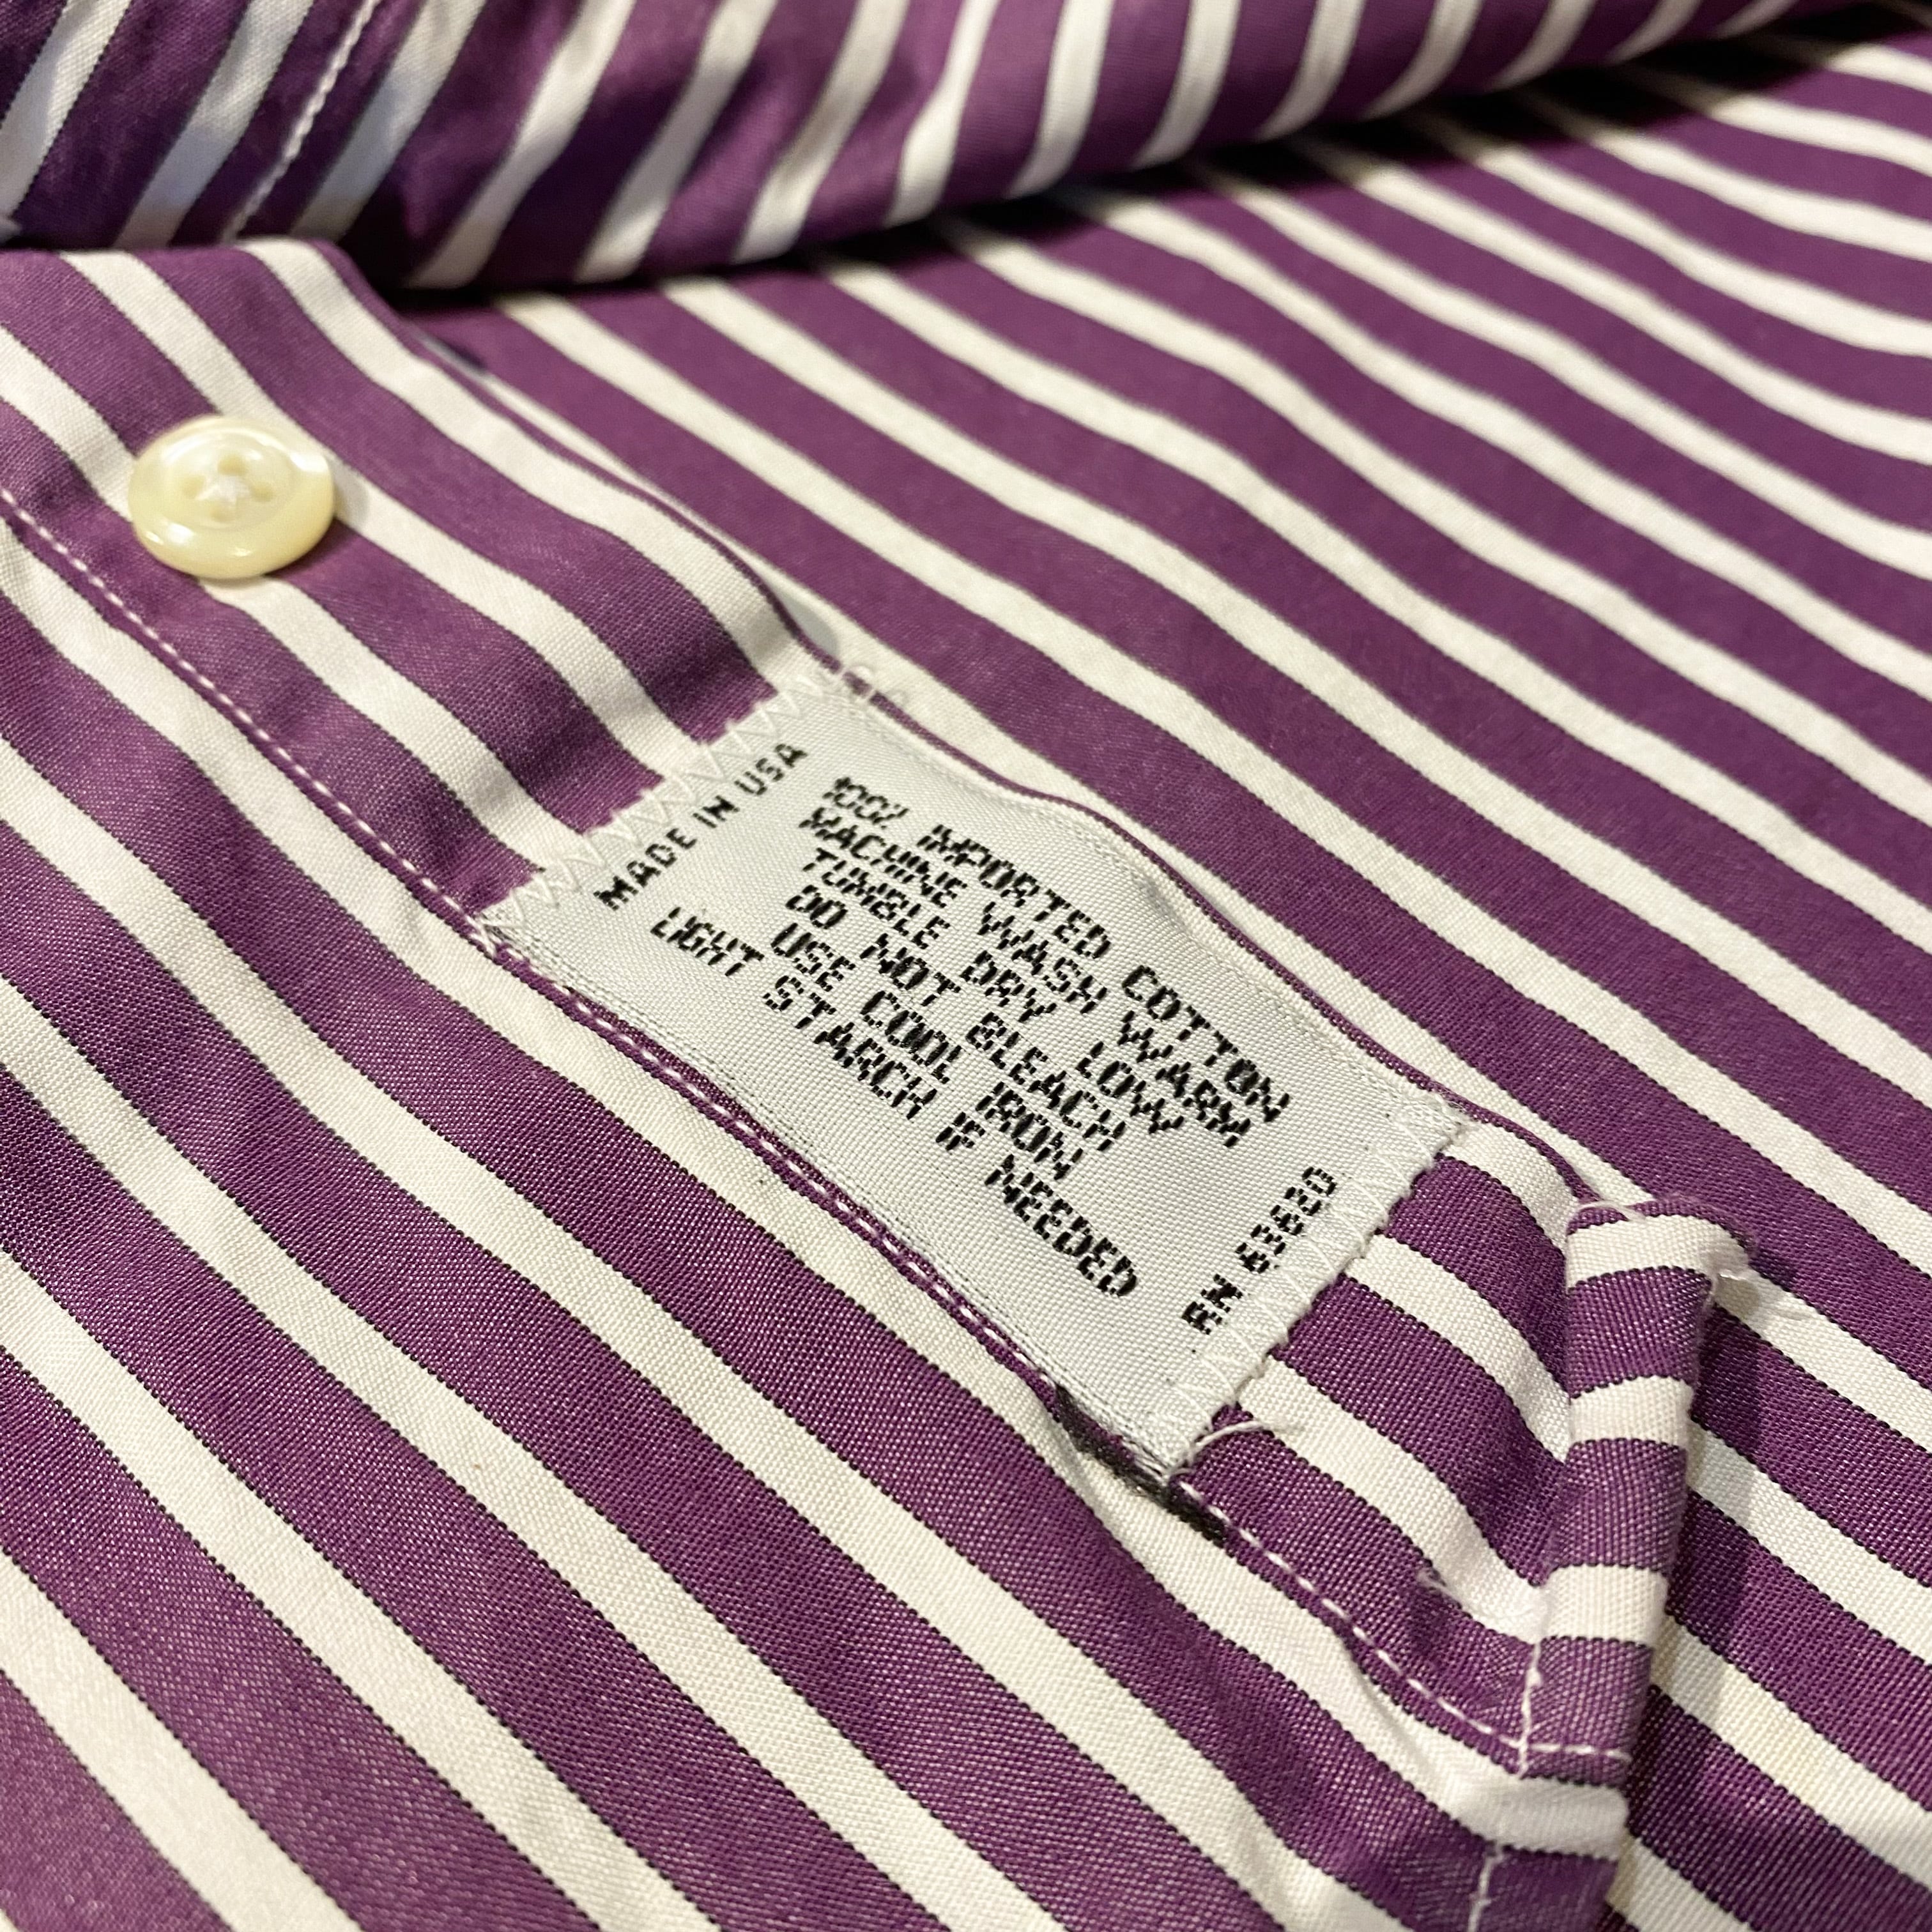 MADE IN USA
100% IMPORTED COTTON
MACHINE WASH WARM
TUMBLE DRY LOW
DO NOT BLEACH
USE COOL IRON
LIGHT STARCH IF NEEDED
RN 63680